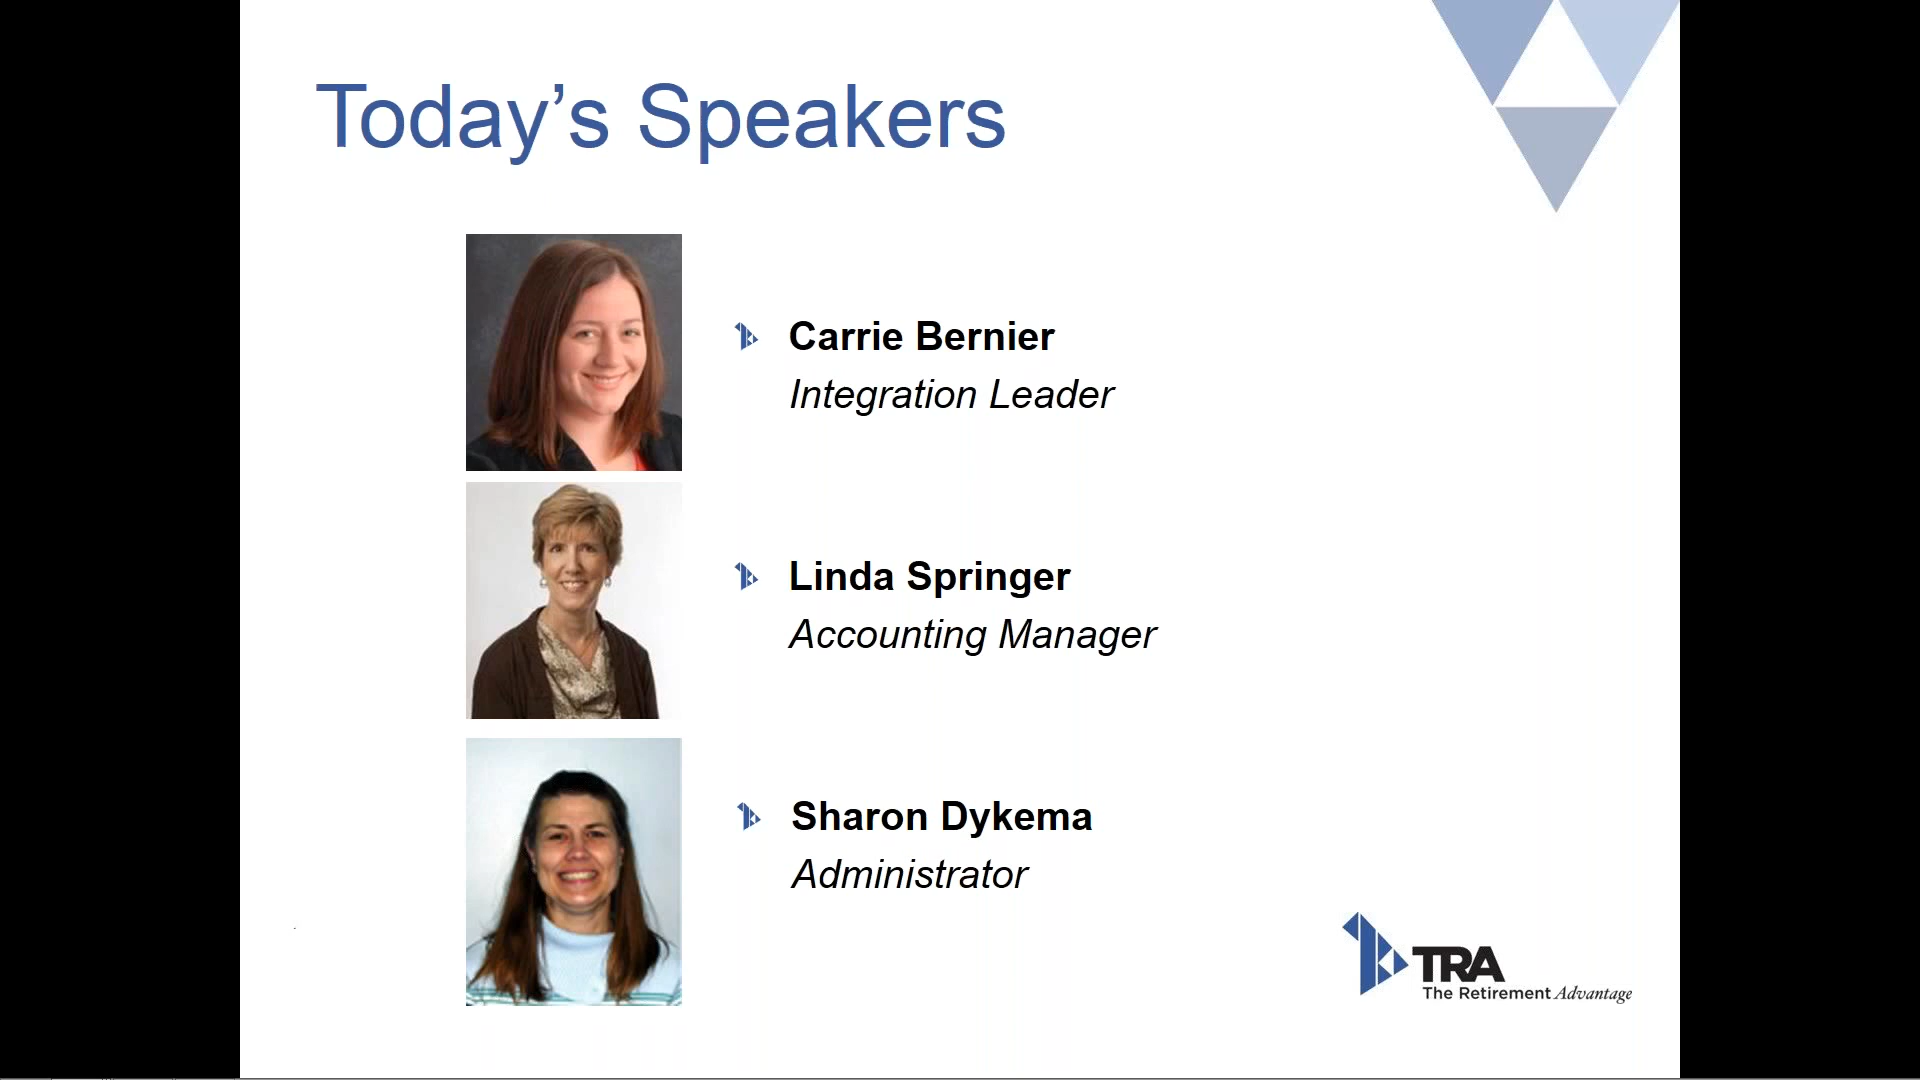 Today’s Speakers
Carrie Bernier
Integration Leader
Linda Springer
Accounting Manager
Sharon Dykema
Administrator
TRA
The Retirement Advantage